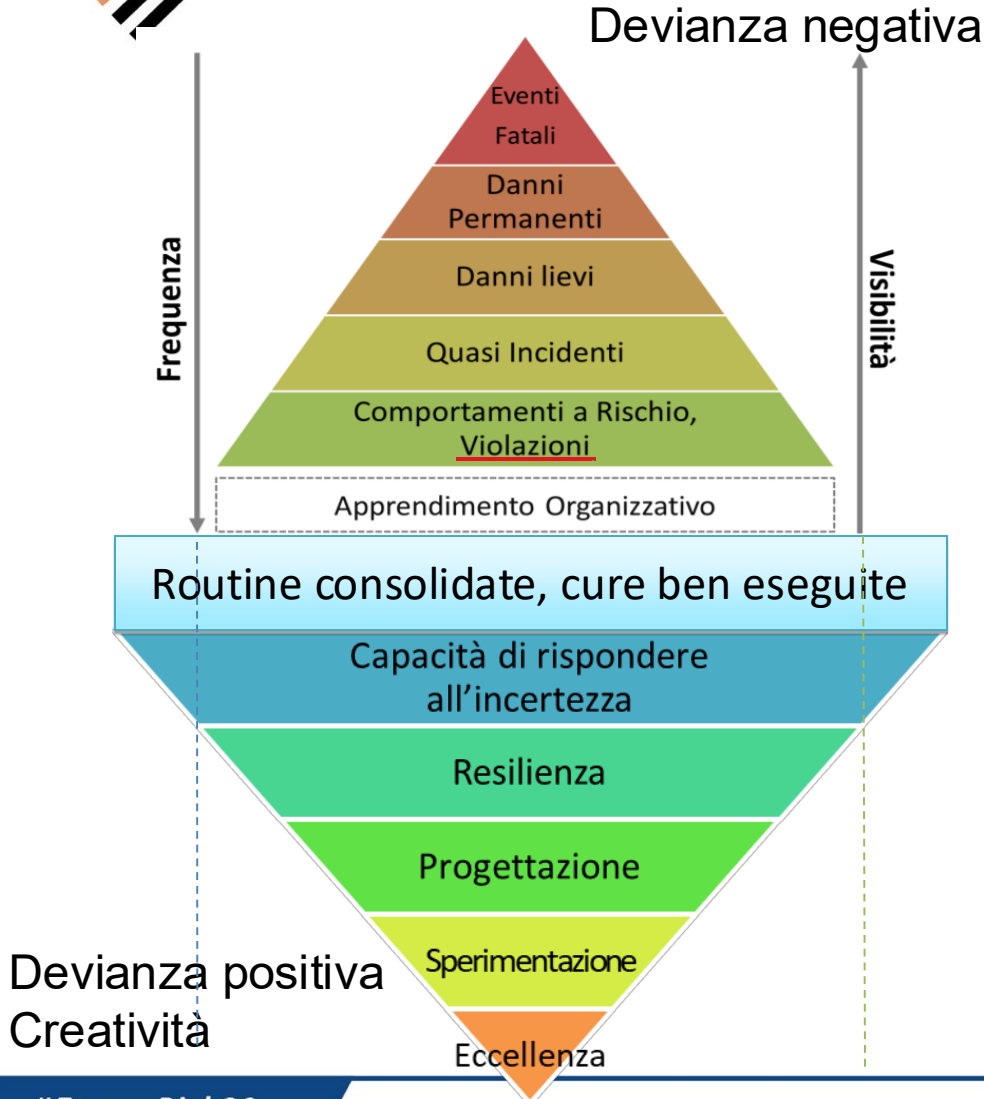 Devianza negativa
Eventi
Fatali
Danni
Permanenti
Danni lievi
Quasi Incidenti
Comportamenti a Rischio,
Violazioni
Frequenza
Visibilità
Apprendimento Organizzativo
Routine consolidate, cure ben eseguite
Capacità di rispondere
all'incertezza
Resilienza
Progettazione
Sperimentazione
Devianza positiva
Creatività
Eccellenza